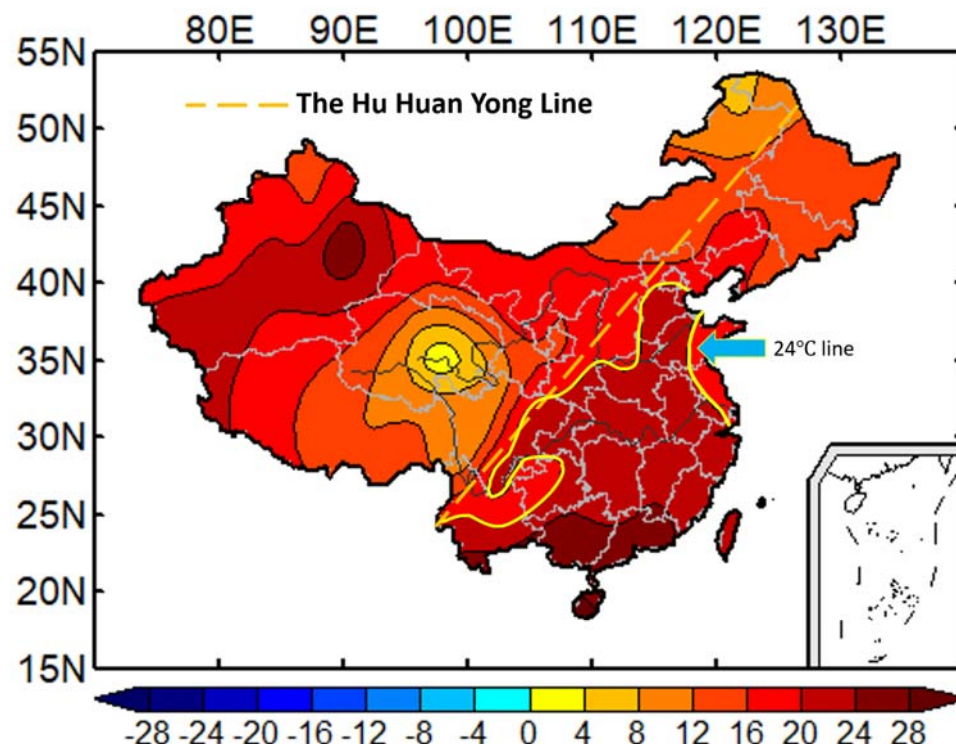 80E 90E 100E 110E 120E 130E
55N
The Hu Huan Yong Line
50N
45N
40N
24°C line
35N
30N
25N
20N
15N
-28 -24 -20 -16 -12 -8 -4 0 4 8 12 16 20 24 28